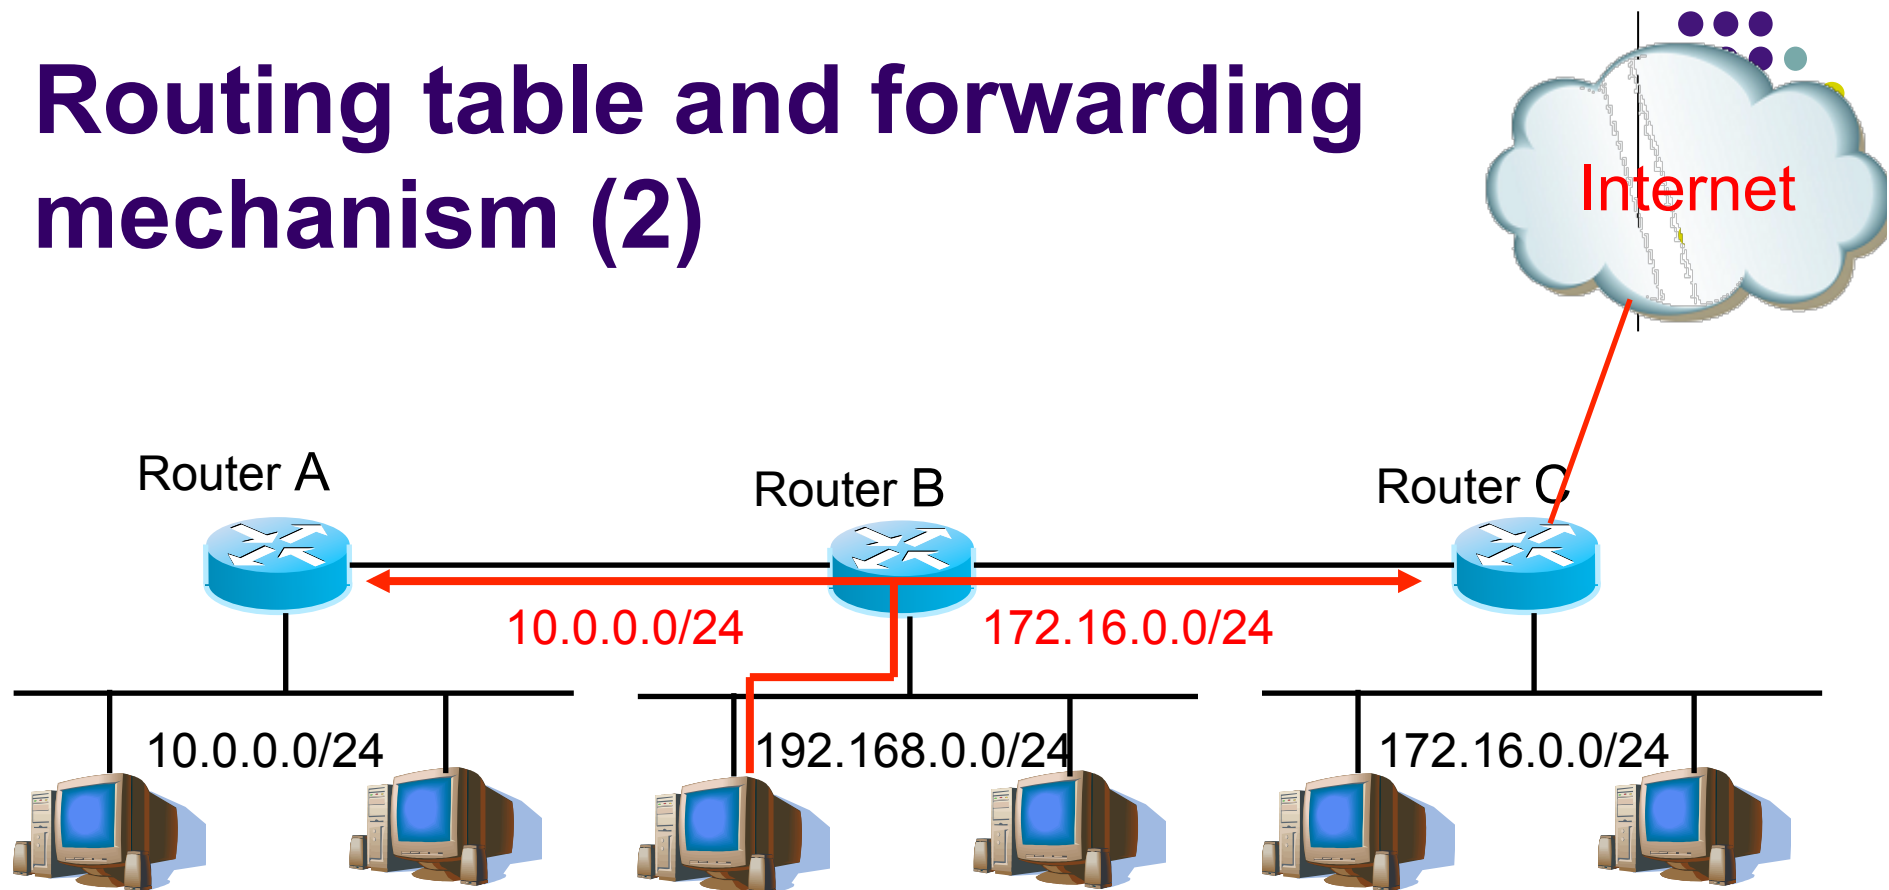 Routing table and forwarding
mechanism (2)
Internet
Router A
Router B
Router C
10.0.0.0/24
172.16.0.0/24
10.0.0.0/24
192.168.0.0/24
172.16.0.0/24